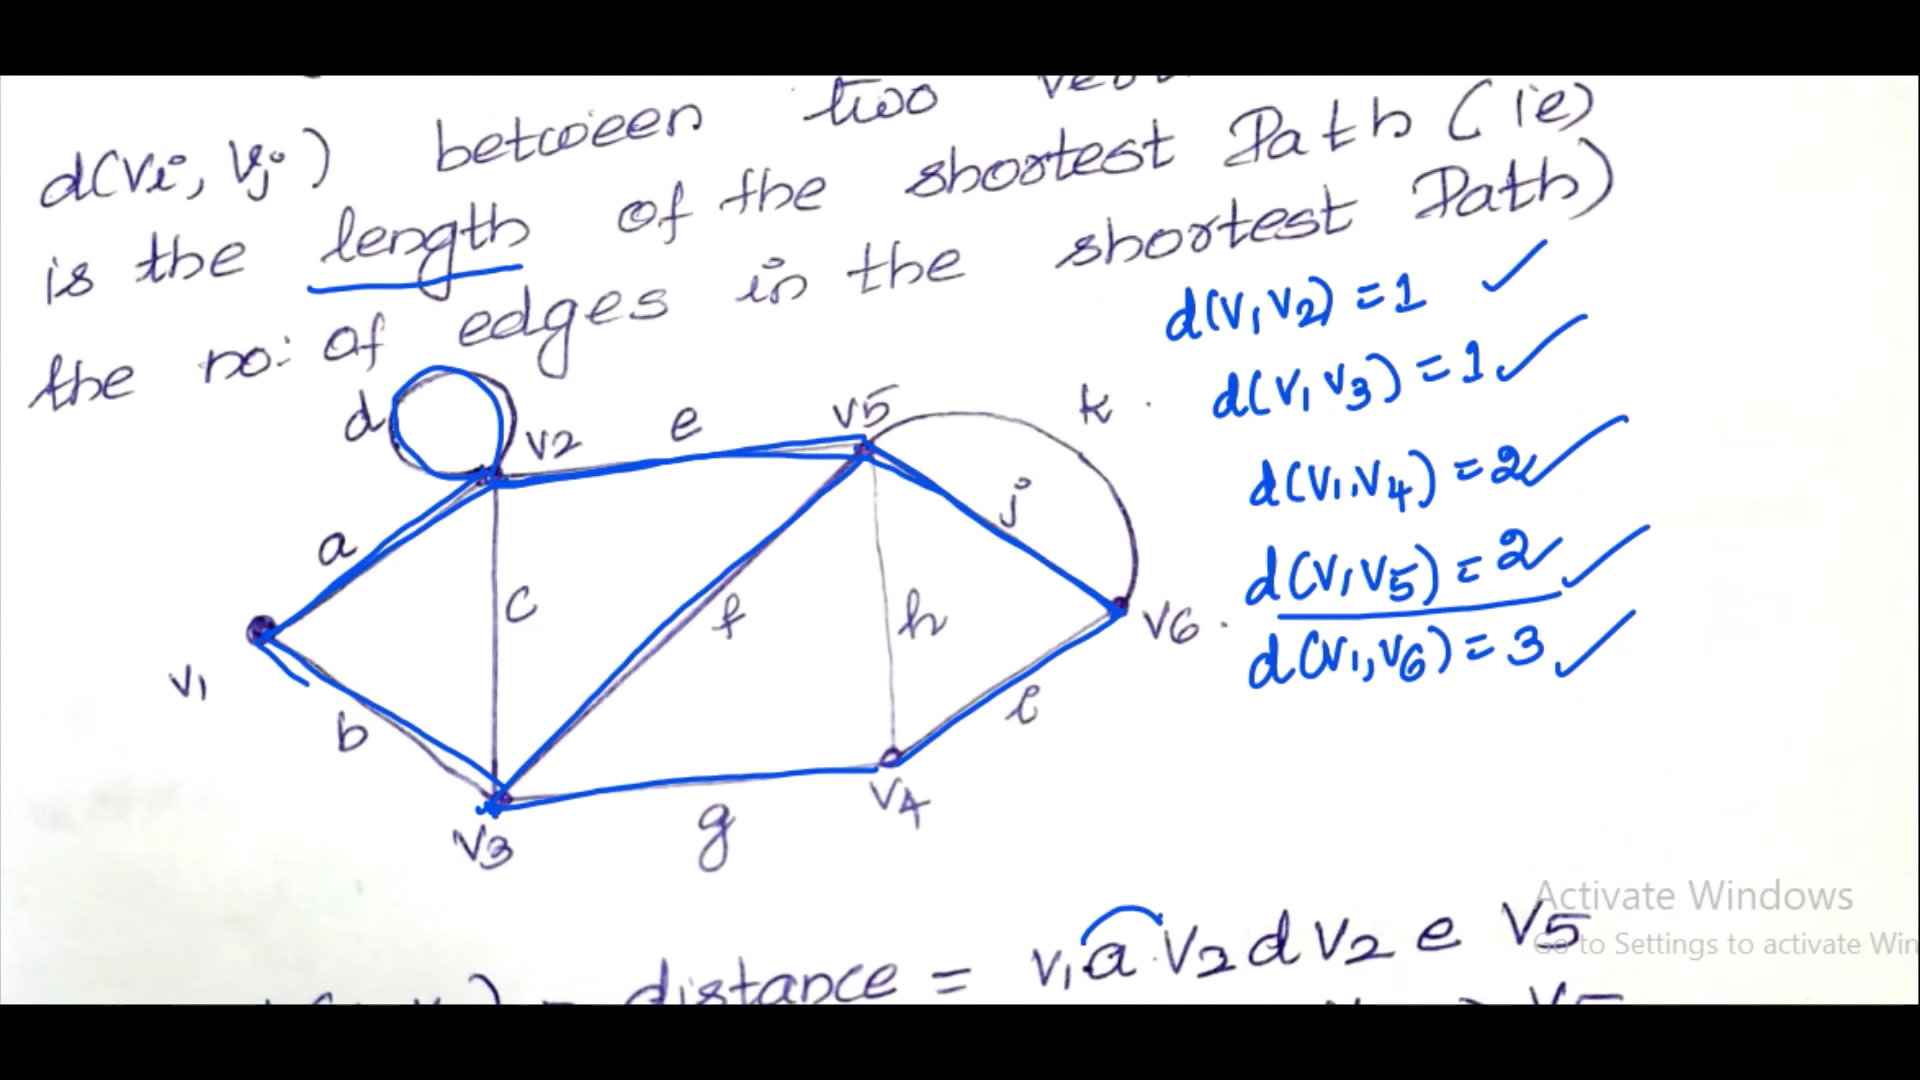 d(vi, vj) between two
is the length of the shortest Path (ie)
the no: of edges in the shortest Path)
d(v1 v2) = 1
d(v1 v3) = 1
d(v1, v4) = 2
d(v1 v5) = 2
d(v1, v6) = 3
d
v2
e
v5
k
a
j
c
f
h
v6
v1
b
l
v3
g
v4
Activate Windows
Go to Settings to activate Win
distance = v1 a v2 d v2 e v5